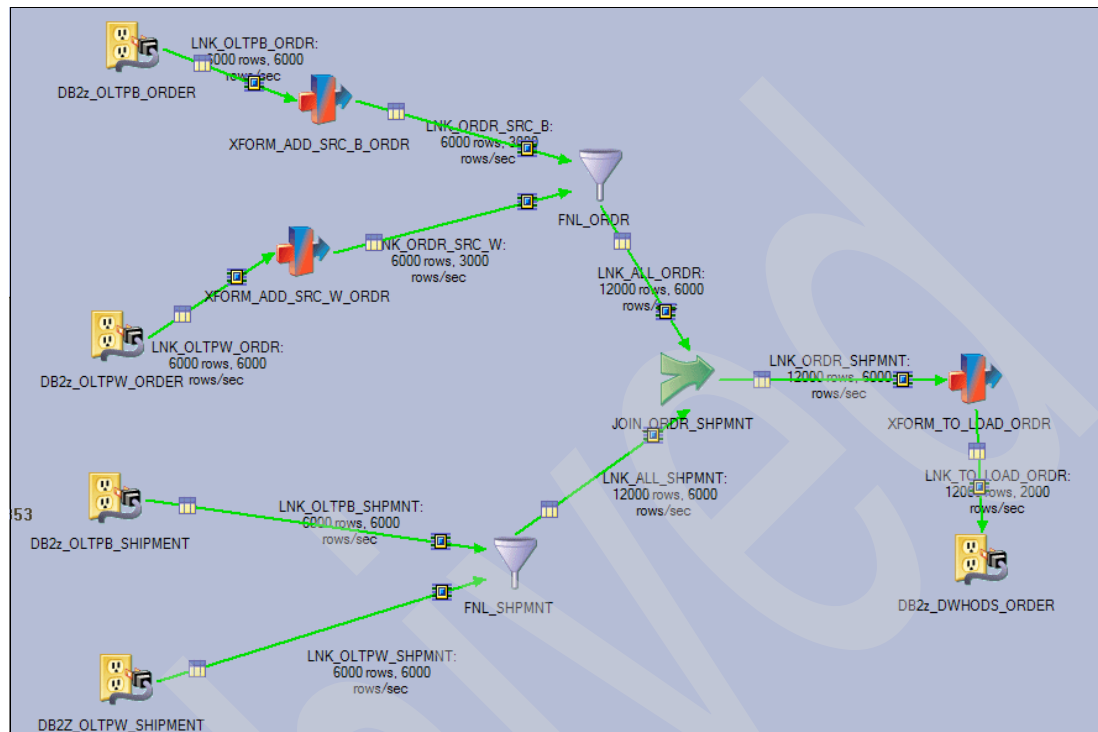 LNK_OLTPB_ORDR:
6000 rows, 6000
rows/sec
DB2z_OLTPB_ORDER
XFORM_ADD_SRC_B_ORDR
LNK_ORDR_SRC_B:
6000 rows, 3000
rows/sec
FNL_ORDR
LNK_ORDR_SRC_W:
6000 rows, 3000
rows/sec
XFORM_ADD_SRC_W_ORDR
LNK_ALL_ORDR:
12000 rows, 6000
rows/sec
LNK_OLTPW_ORDR:
6000 rows, 6000
rows/sec
DB2z_OLTPW_ORDER
LNK_ORDR_SHPMNT:
12000 rows, 6000
rows/sec
JOIN_ORDR_SHPMNT
XFORM_TO_LOAD_ORDR
LNK_ALL_SHPMNT:
12000 rows, 6000
rows/sec
LNK_TO_LOAD_ORDR:
12000 rows, 2000
rows/sec
LNK_OLTPB_SHPMNT:
6000 rows, 6000
rows/sec
353
DB2z_OLTPB_SHIPMENT
FNL_SHPMNT
DB2z_DWHODS_ORDER
LNK_OLTPW_SHPMNT:
6000 rows, 6000
rows/sec
DB2Z_OLTPW_SHIPMENT